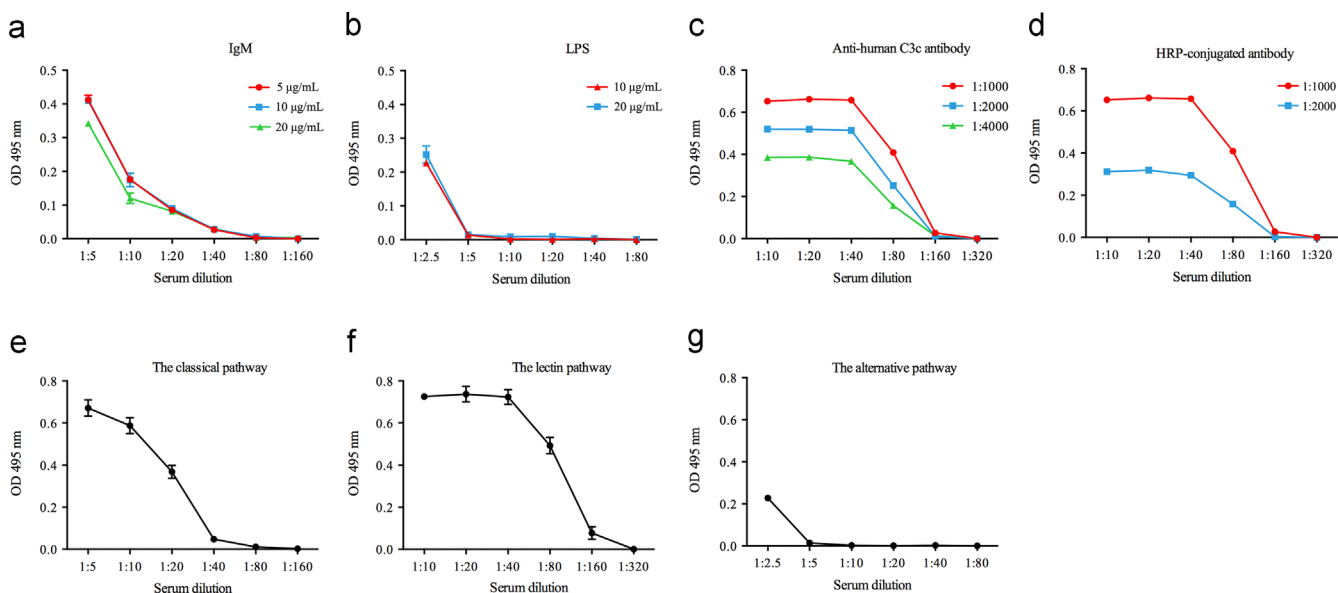 a
IgM
OD 495 nm
0.5
0.4
0.3
0.2
0.1
0.0
5 μg/mL
10 μg/mL
20 μg/mL
1:5 1:10 1:20 1:40 1:80 1:160
Serum dilution
b
LPS
OD 495 nm
0.5
0.4
0.3
0.2
0.1
0.0
10 μg/mL
20 μg/mL
1:2.5 1:5 1:10 1:20 1:40 1:80
Serum dilution
c
Anti-human C3c antibody
OD 495 nm
0.8
0.6
0.4
0.2
0.0
1:1000
1:2000
1:4000
1:10 1:20 1:40 1:80 1:160 1:320
Serum dilution
d
HRP-conjugated antibody
OD 495 nm
0.8
0.6
0.4
0.2
0.0
1:1000
1:2000
1:10 1:20 1:40 1:80 1:160 1:320
Serum dilution
e
The classical pathway
OD 495 nm
0.8
0.6
0.4
0.2
0.0
1:5 1:10 1:20 1:40 1:80 1:160
Serum dilution
f
The lectin pathway
OD 495 nm
0.8
0.6
0.4
0.2
0.0
1:10 1:20 1:40 1:80 1:160 1:320
Serum dilution
g
The alternative pathway
OD 495 nm
0.8
0.6
0.4
0.2
0.0
1:2.5 1:5 1:10 1:20 1:40 1:80
Serum dilution